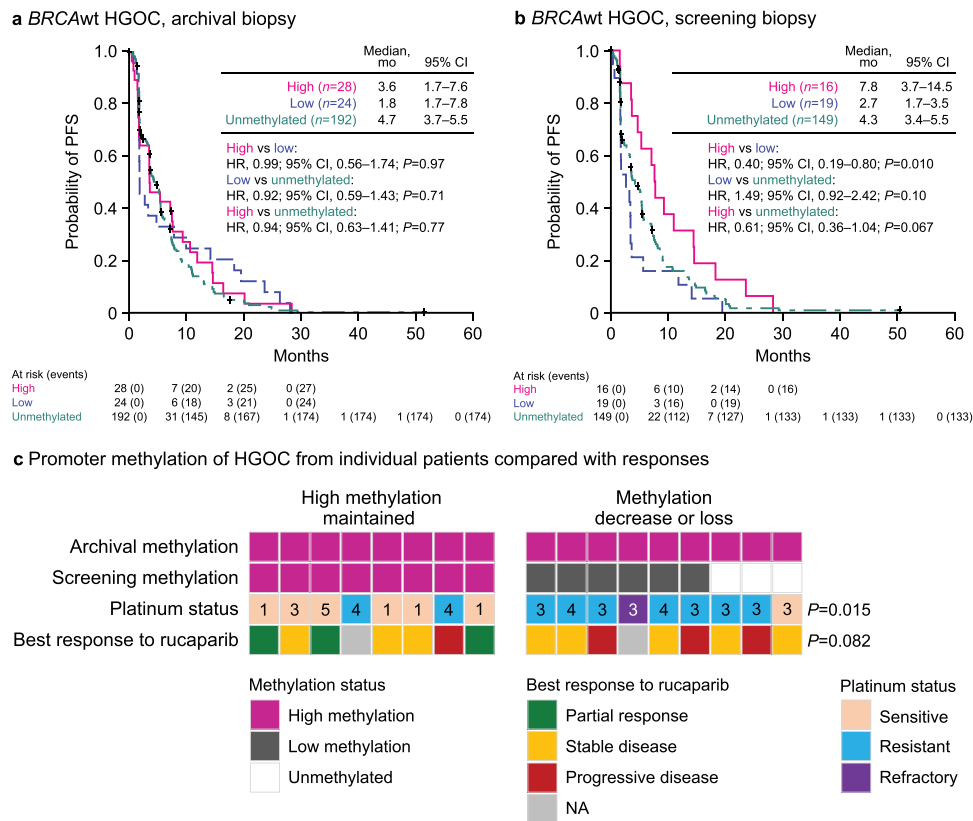 a BRCAwt HGOC, archival biopsy
Median, mo 95% CI
High (n=28) 3.6 1.7–7.6
Low (n=24) 1.8 1.7–7.8
Unmethylated (n=192) 4.7 3.7–5.5
High vs low:
HR, 0.99; 95% CI, 0.56–1.74; P=0.97
Low vs unmethylated:
HR, 0.92; 95% CI, 0.59–1.43; P=0.71
High vs unmethylated:
HR, 0.94; 95% CI, 0.63–1.41; P=0.77
Probability of PFS
1.0
0.8
0.6
0.4
0.2
0
0 10 20 30 40 50 60
Months
At risk (events)
High 28 (0) 7 (20) 2 (25) 0 (27)
Low 24 (0) 6 (18) 3 (21) 0 (24)
Unmethylated 192 (0) 31 (145) 8 (167) 1 (174) 1 (174) 1 (174) 0 (174)
b BRCAwt HGOC, screening biopsy
Median, mo 95% CI
High (n=16) 7.8 3.7–14.5
Low (n=19) 2.7 1.7–3.5
Unmethylated (n=149) 4.3 3.4–5.5
High vs low:
HR, 0.40; 95% CI, 0.19–0.80; P=0.010
Low vs unmethylated:
HR, 1.49; 95% CI, 0.92–2.42; P=0.10
High vs unmethylated:
HR, 0.61; 95% CI, 0.36–1.04; P=0.067
Probability of PFS
1.0
0.8
0.6
0.4
0.2
0
0 10 20 30 40 50 60
Months
At risk (events)
High 16 (0) 6 (10) 2 (14) 0 (16)
Low 19 (0) 3 (16) 0 (19)
Unmethylated 149 (0) 22 (112) 7 (127) 1 (133) 1 (133) 1 (133) 0 (133)
c Promoter methylation of HGOC from individual patients compared with responses
High methylation maintained
Methylation decrease or loss
Archival methylation
Screening methylation
Platinum status 1 3 5 4 1 1 4 1 3 4 3 3 4 3 3 3 3 P=0.015
Best response to rucaparib P=0.082
Methylation status
High methylation
Low methylation
Unmethylated
Best response to rucaparib
Partial response
Stable disease
Progressive disease
NA
Platinum status
Sensitive
Resistant
Refractory